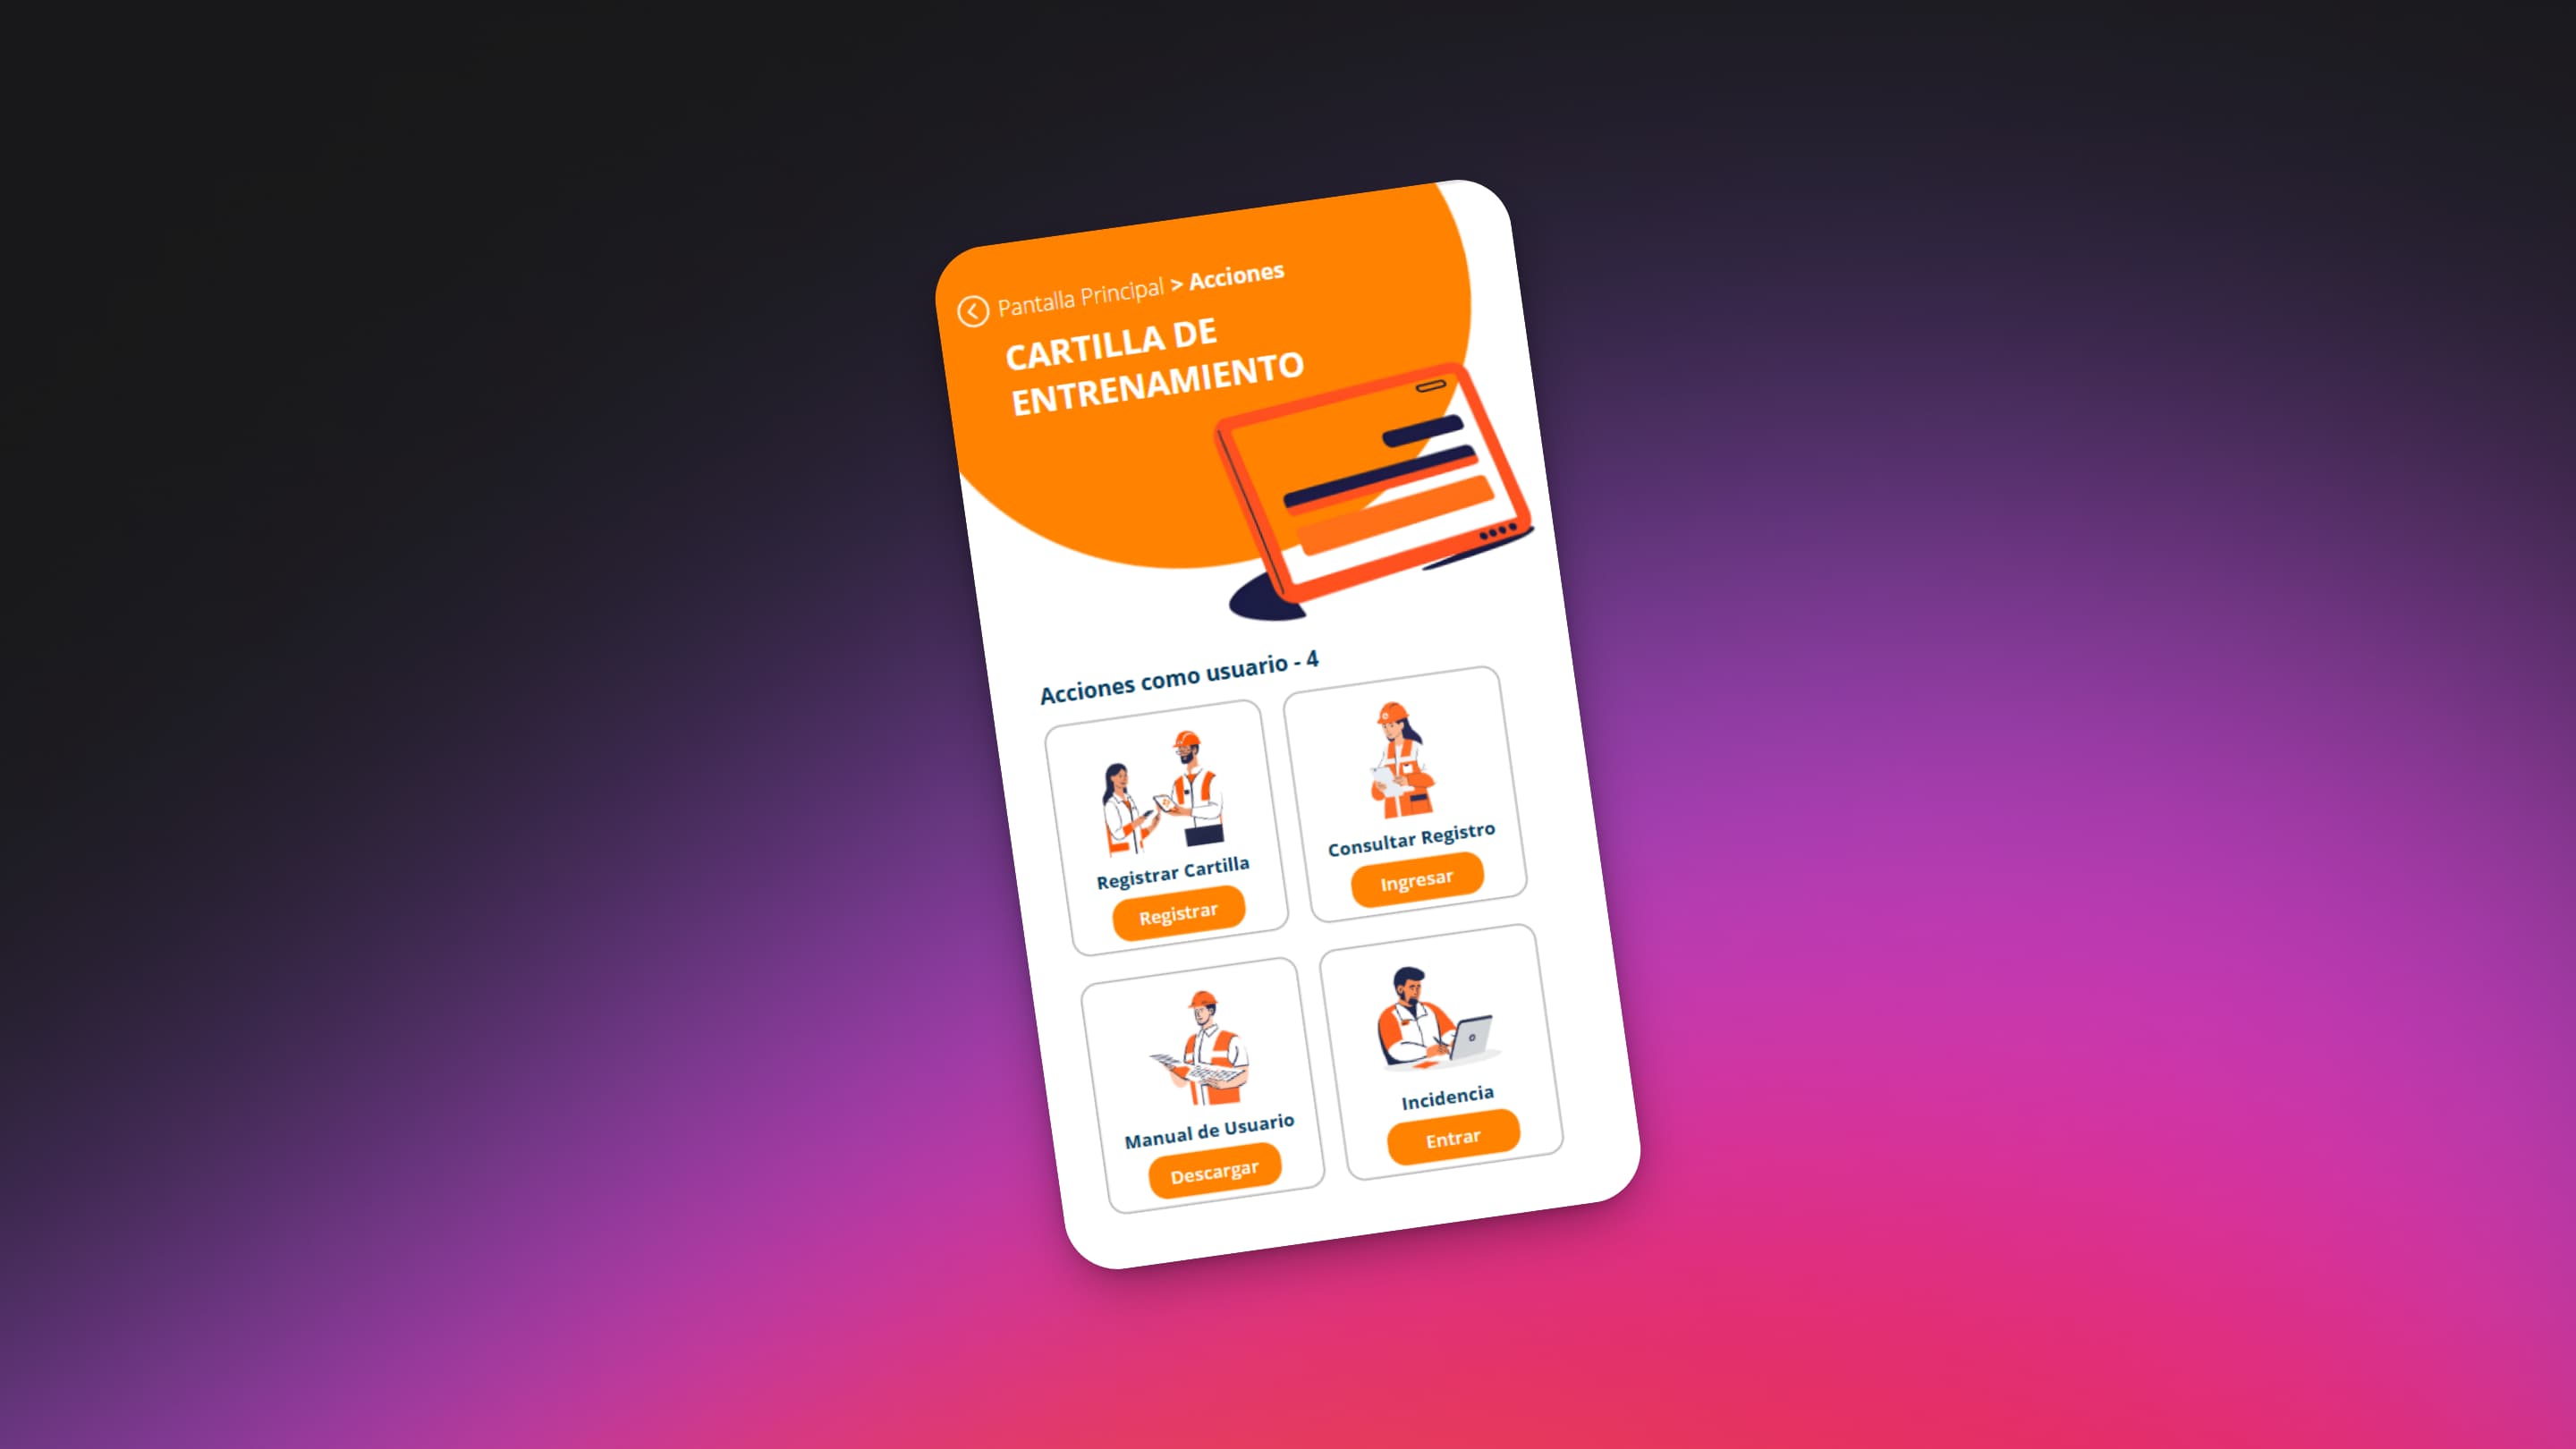 Pantalla Principal > Acciones
CARTILLA DE
ENTRENAMIENTO
Acciones como usuario - 4
Registrar Cartilla
Registrar
Consultar Registro
Ingresar
Manual de Usuario
Descargar
Incidencia
Entrar